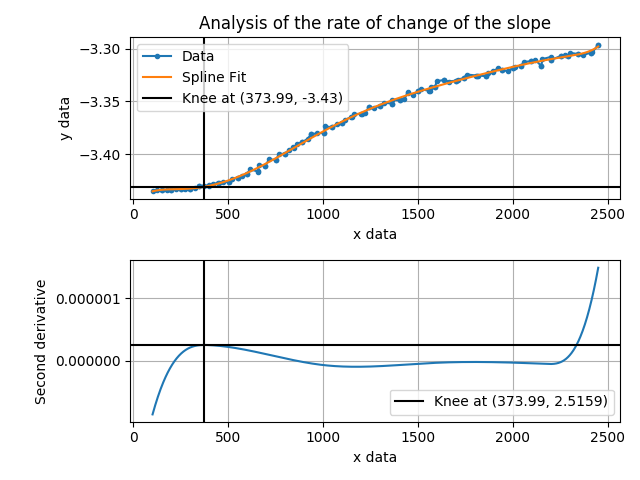 Analysis of the rate of change of the slope
Data
Spline Fit
Knee at (373.99, -3.43)
−3.30
−3.35
−3.40
y data
0 500 1000 1500 2000 2500
x data
0.000001
0.000000
Second derivative
Knee at (373.99, 2.5159)
0 500 1000 1500 2000 2500
x data